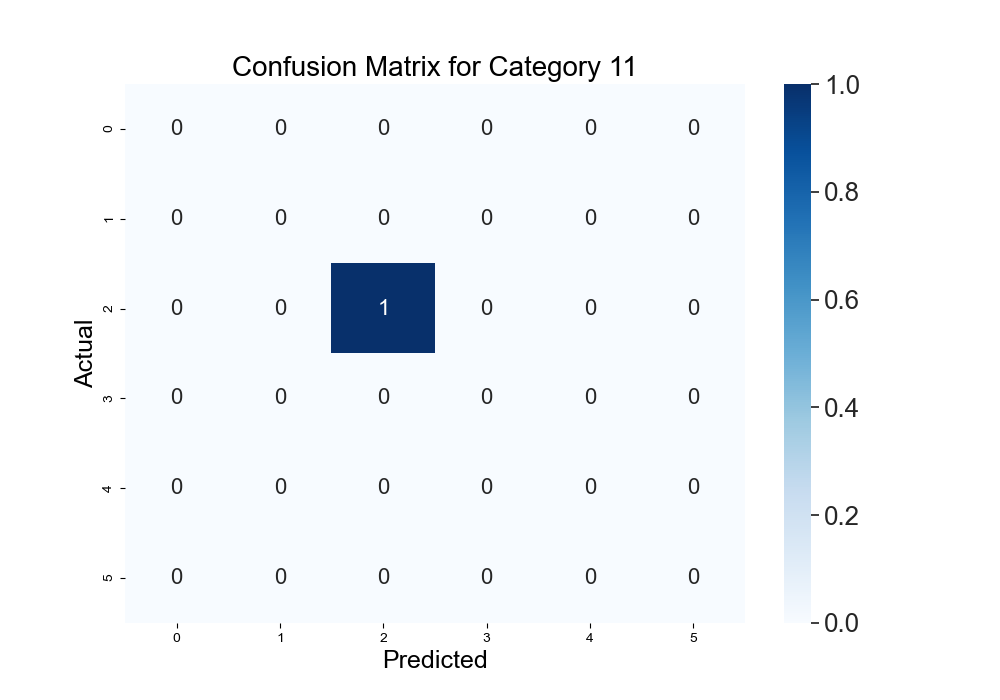 Confusion Matrix for Category 11
1.0
0 0 0 0 0 0 0
0.8
1 0 0 0 0 0 0
0.6
2 0 0 1 0 0 0
Actual
0.4
3 0 0 0 0 0 0
4 0 0 0 0 0 0
0.2
5 0 0 0 0 0 0
0.0
0 1 2 3 4 5
Predicted